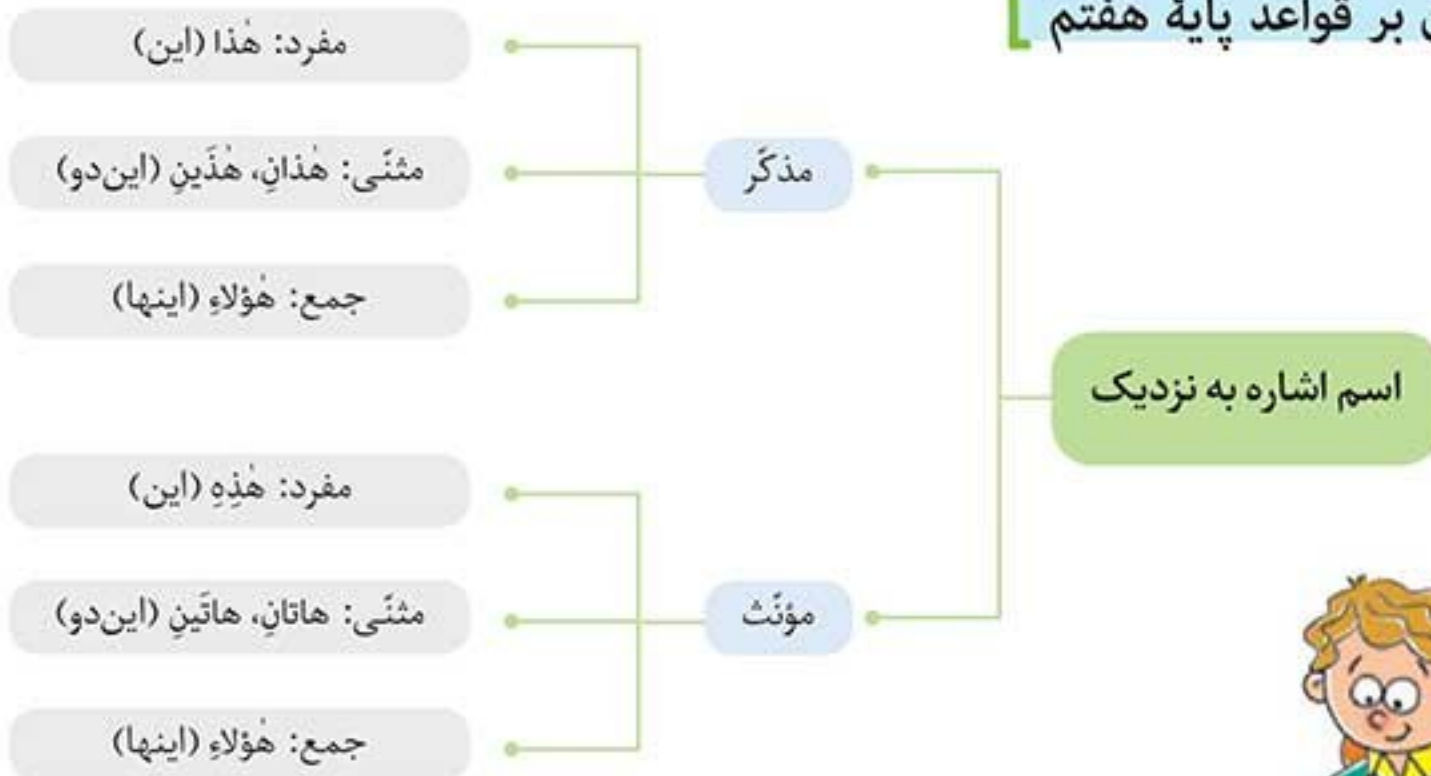 بر قواعد پایهٔ هفتم
اسم اشاره به نزدیک
مذکّر
مفرد: هٰذا (این)
مثنّی: هٰذانِ، هٰذَینِ (این‌دو)
جمع: هٰؤلاءِ (اینها)
مؤنّث
مفرد: هٰذِهِ (این)
مثنّی: هاتانِ، هاتَینِ (این‌دو)
جمع: هٰؤلاءِ (اینها)